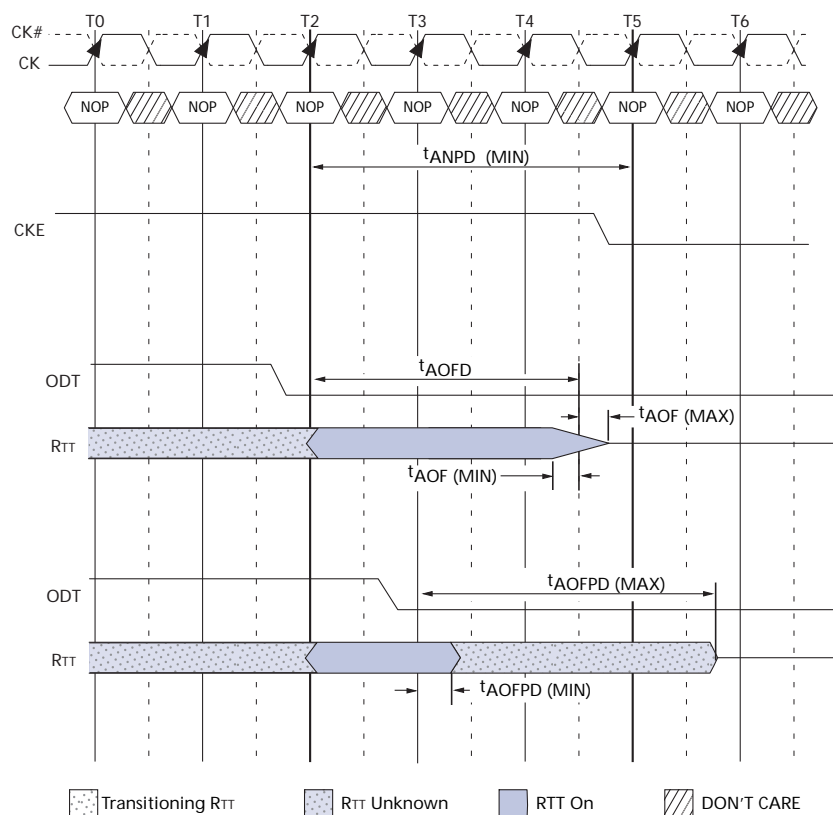 T0 T1 T2 T3 T4 T5 T6
CK#
CK
NOP NOP NOP NOP NOP NOP NOP
tANPD (MIN)
CKE
tAOFD
ODT
tAOF (MAX)
RTT
tAOF (MIN)
tAOFPD (MAX)
ODT
RTT
tAOFPD (MIN)
Transitioning RTT RTT Unknown RTT On DON'T CARE